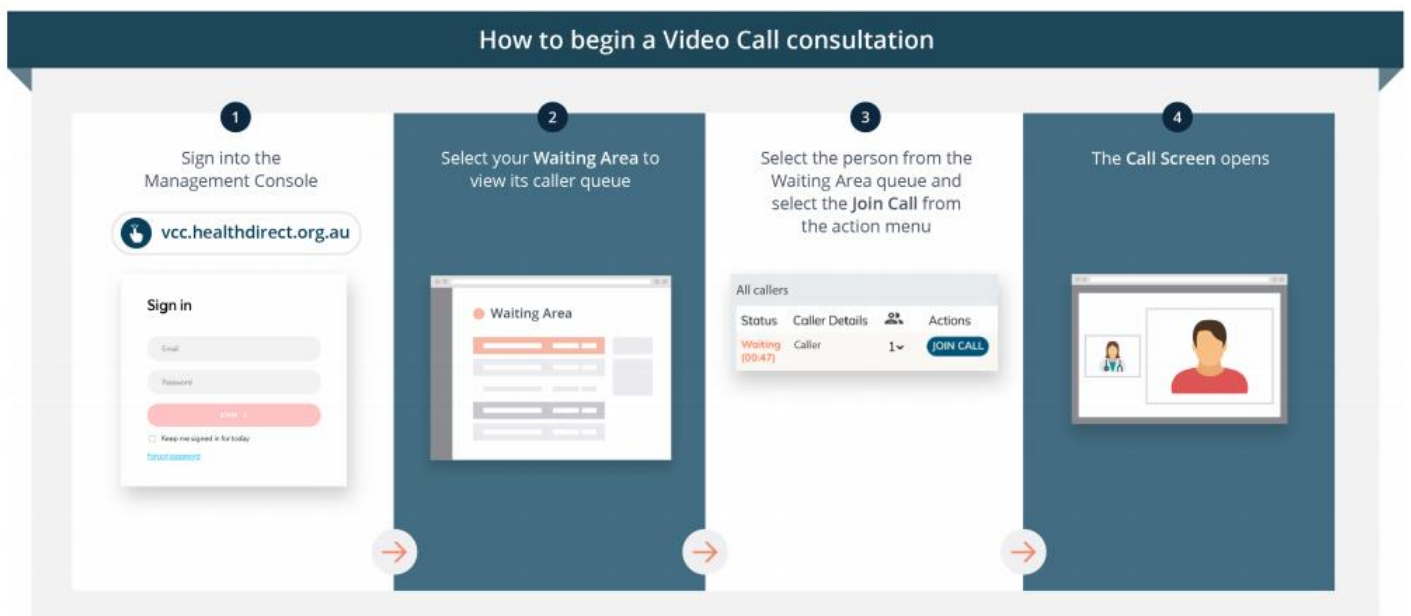 How to begin a Video Call consultation
1
Sign into the
Management Console
vcc.healthdirect.org.au
Sign in
Email
Password
Keep me signed in for today
Forgot password
2
Select your Waiting Area to
view its caller queue
Waiting Area
3
Select the person from the
Waiting Area queue and
select the Join Call from
the action menu
All callers
Status Caller Details Actions
Waiting Caller 1 JOIN CALL
(00:47)
4
The Call Screen opens